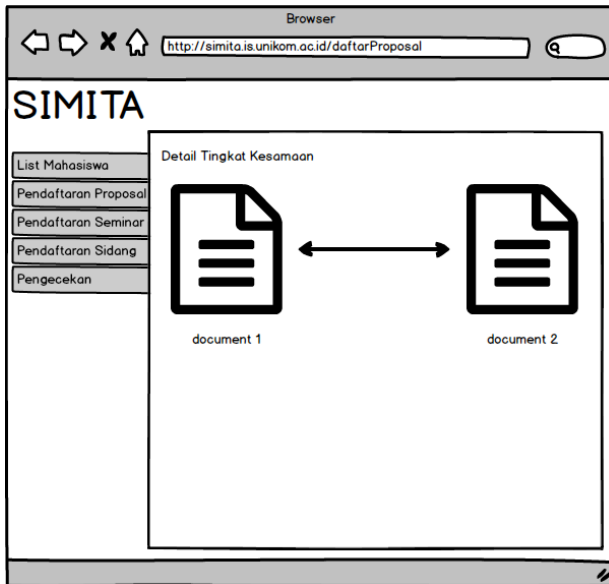 Browser
http://simita.is.unikom.ac.id/daftarProposal
SIMITA
List Mahasiswa
Pendaftaran Proposal
Pendaftaran Seminar
Pendaftaran Sidang
Pengecekan
Detail Tingkat Kesamaan
document 1
document 2